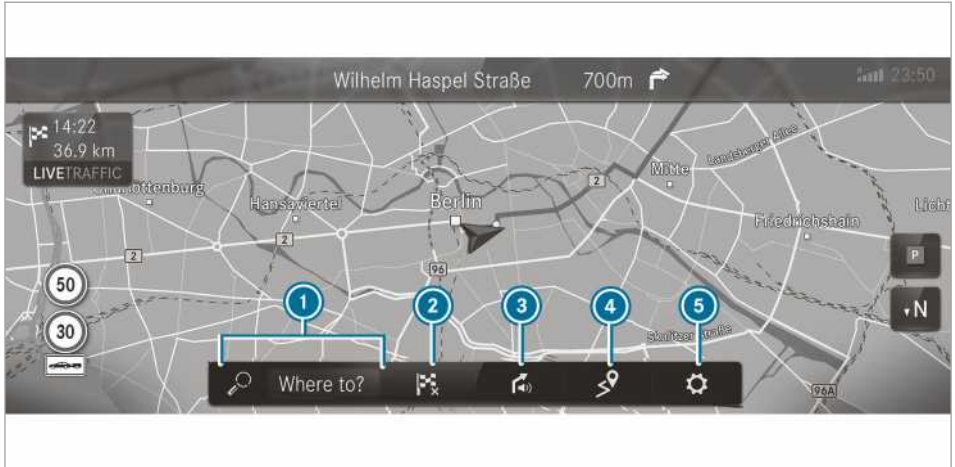 Wilhelm Haspel Straße 700m
23:50
14:22
36.9 km
LIVETRAFFIC
Landsberger Allee
Mitte
Hansaviertel
Berlin
2
Friedrichshain
2
2
96
P
50
N
1
2
3
4
5
30
Where to?
96A